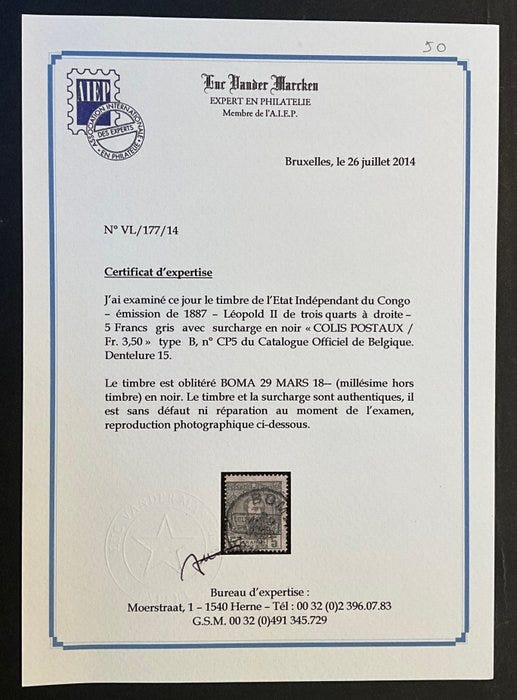 50
AIEP
ASSOCIATION INTERNATIONALE
DES EXPERTS
EN PHILATELIE
Luc Vander Marcken
EXPERT EN PHILATELIE
Membre de l'A.I.E.P.
Bruxelles, le 26 juillet 2014
N° VL/177/14
Certificat d'expertise
J'ai examiné ce jour le timbre de l'Etat Indépendant du Congo
– émission de 1887 – Léopold II de trois quarts à droite –
5 Francs gris avec surcharge en noir « COLIS POSTAUX /
Fr. 3,50 » type B, n° CP5 du Catalogue Officiel de Belgique.
Dentelure 15.
Le timbre est oblitéré BOMA 29 MARS 18-- (millésime hors
timbre) en noir. Le timbre et la surcharge sont authentiques, il
est sans défaut ni réparation au moment de l'examen,
reproduction photographique ci-dessous.
BOM
5
Bureau d'expertise :
Moerstraat, 1 – 1540 Herne – Tél : 00 32 (0)2 396.07.83
G.S.M. 00 32 (0)491 345.729